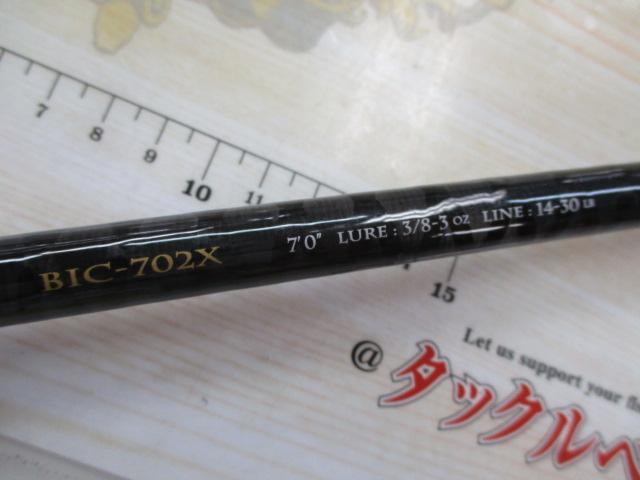 7 8 9 10 11
BIC-702X 7'0" LURE : 3/8-3 OZ LINE : 14-30 LB
15
Let us support your
@タックルベ